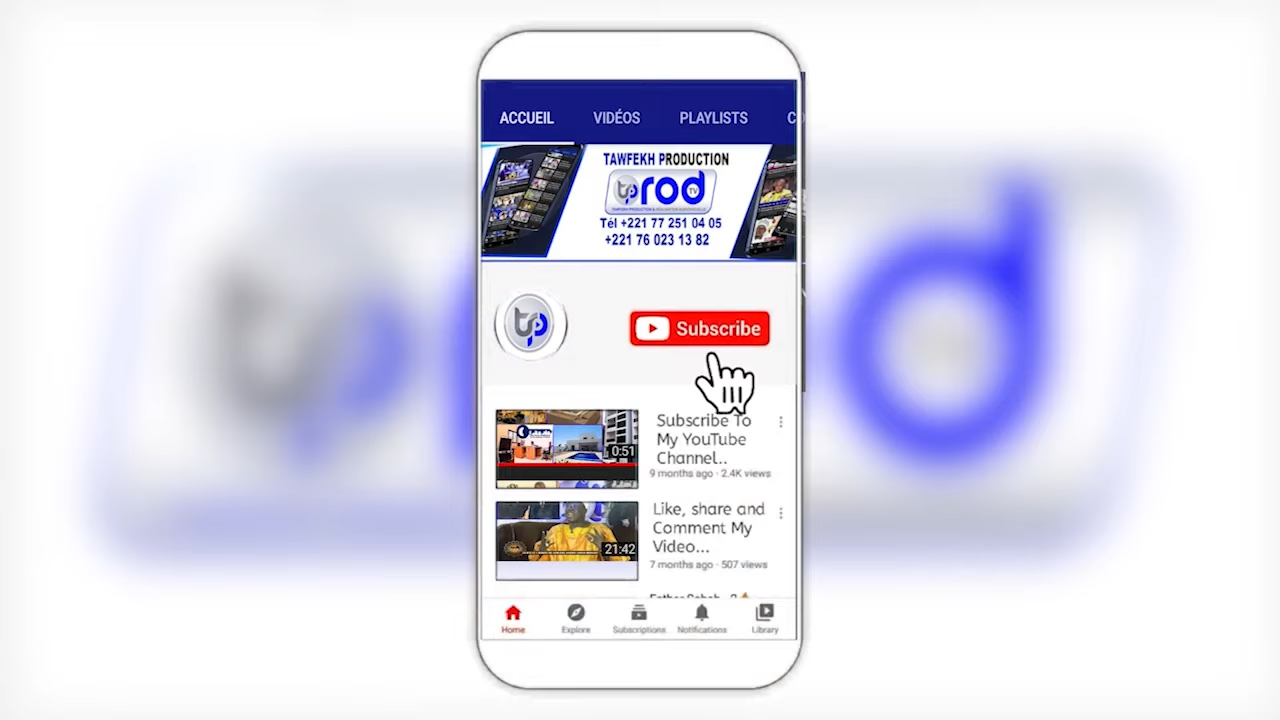 ACCUEIL VIDÉOS PLAYLISTS
TAWFEKH PRODUCTION
tprod TV
Tél +221 77 251 04 05
+221 76 023 13 82
tp
Subscribe
Subscribe To
My YouTube
Channel..
0:51
9 months ago · 2.4K views
Like, share and
Comment My
Video...
21:42
7 months ago · 507 views
Home Explore Subscriptions Notifications Library